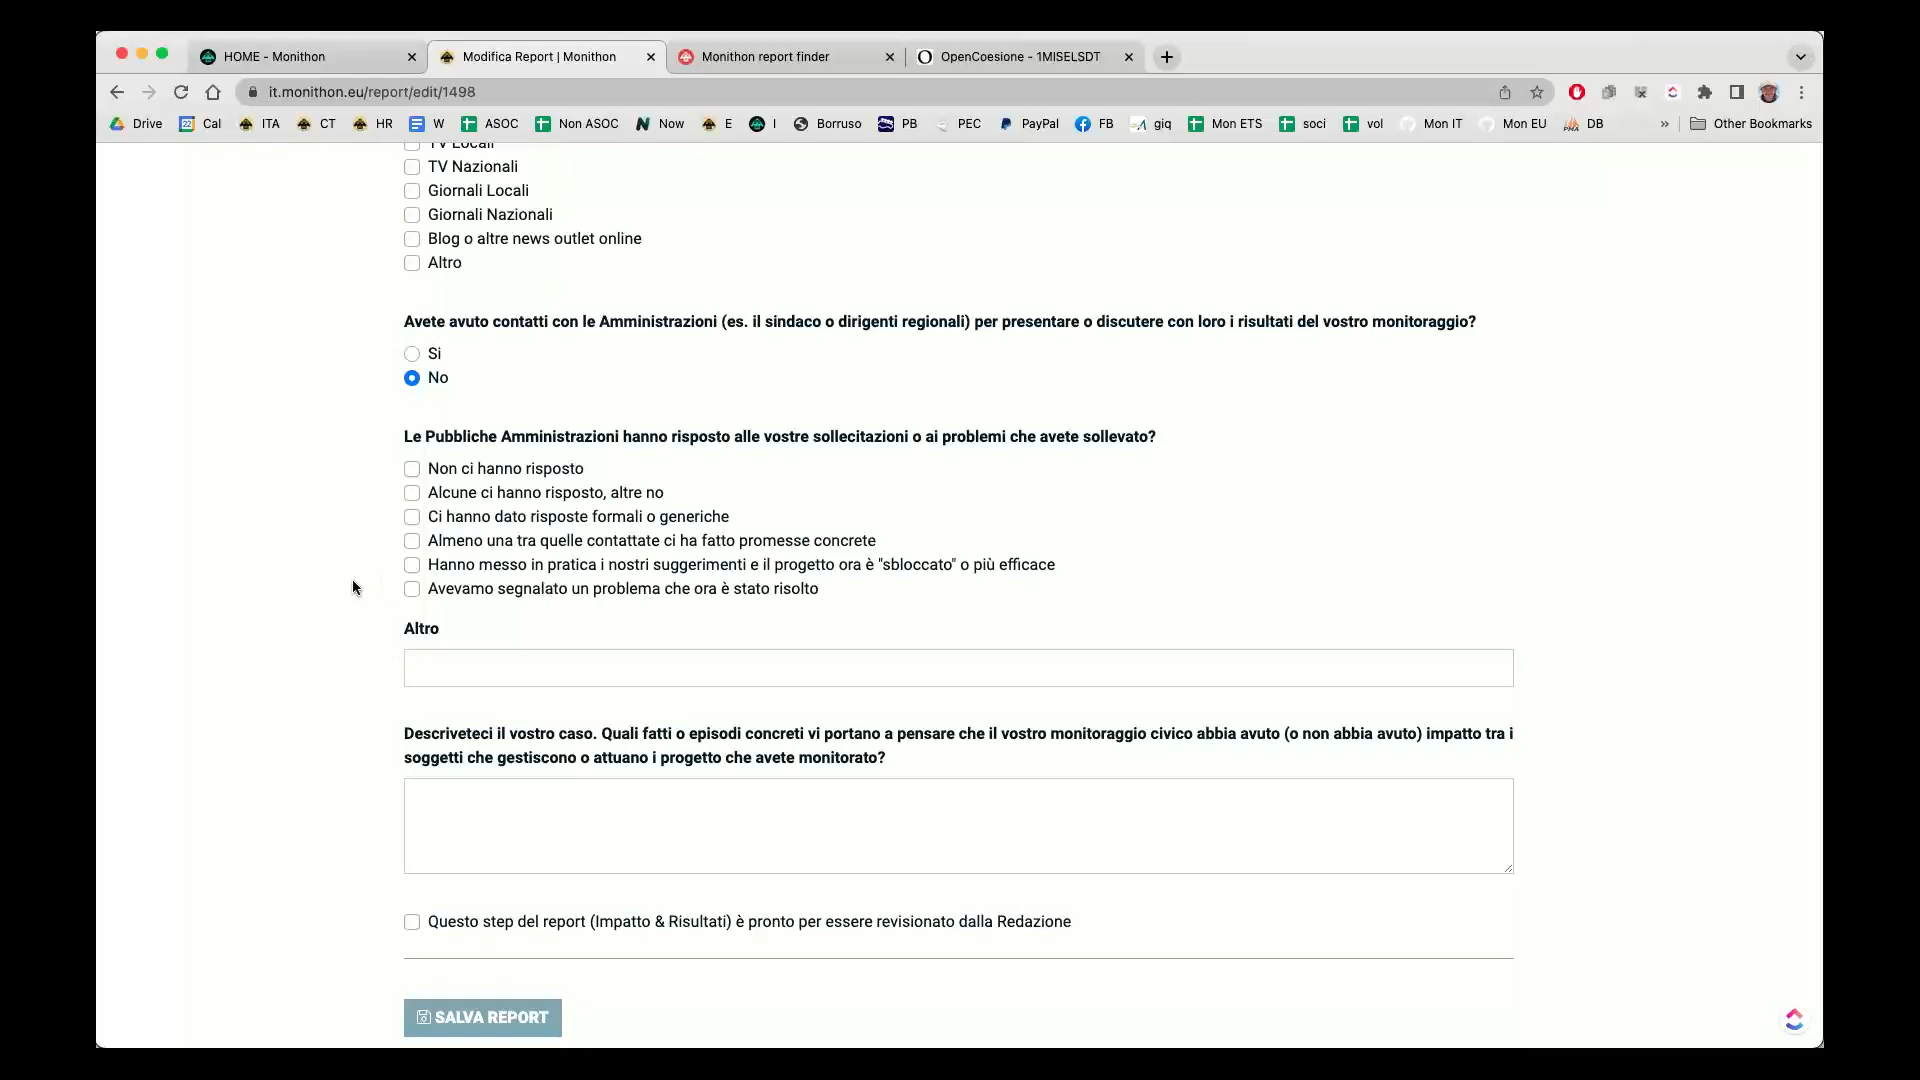 HOME - Monithon
Modifica Report | Monithon
Monithon report finder
OpenCoesione - 1MISELSDT
it.monithon.eu/report/edit/1498
Drive
22
Cal
ITA
CT
HR
W
ASOC
Non ASOC
Now
E
I
Borruso
PB
PEC
PayPal
FB
giq
Mon ETS
soci
vol
Mon IT
Mon EU
DB
»
Other Bookmarks
TV Locali
TV Nazionali
Giornali Locali
Giornali Nazionali
Blog o altre news outlet online
Altro
Avete avuto contatti con le Amministrazioni (es. il sindaco o dirigenti regionali) per presentare o discutere con loro i risultati del vostro monitoraggio?
Si
No
Le Pubbliche Amministrazioni hanno risposto alle vostre sollecitazioni o ai problemi che avete sollevato?
Non ci hanno risposto
Alcune ci hanno risposto, altre no
Ci hanno dato risposte formali o generiche
Almeno una tra quelle contattate ci ha fatto promesse concrete
Hanno messo in pratica i nostri suggerimenti e il progetto ora è "sbloccato" o più efficace
Avevamo segnalato un problema che ora è stato risolto
Altro
Descriveteci il vostro caso. Quali fatti o episodi concreti vi portano a pensare che il vostro monitoraggio civico abbia avuto (o non abbia avuto) impatto tra i
soggetti che gestiscono o attuano i progetto che avete monitorato?
Questo step del report (Impatto & Risultati) è pronto per essere revisionato dalla Redazione
SALVA REPORT